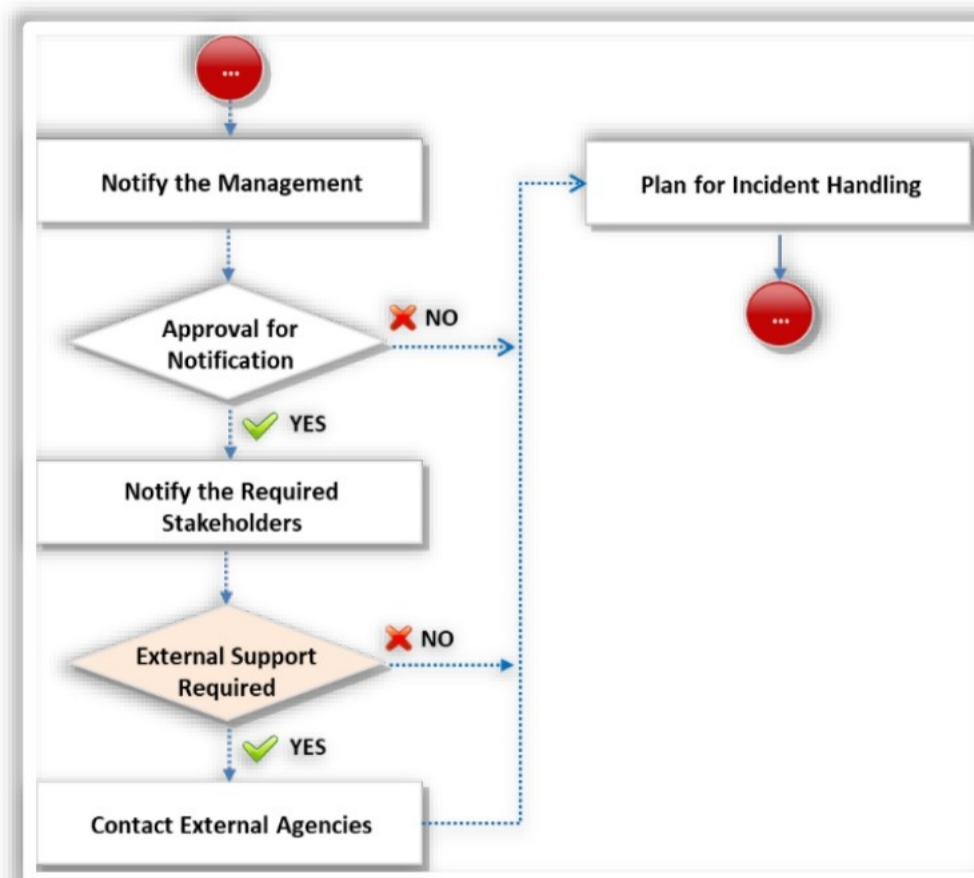 ...
Notify the Management
Plan for Incident Handling
Approval for
Notification
NO
...
YES
Notify the Required
Stakeholders
External Support
Required
NO
YES
Contact External Agencies